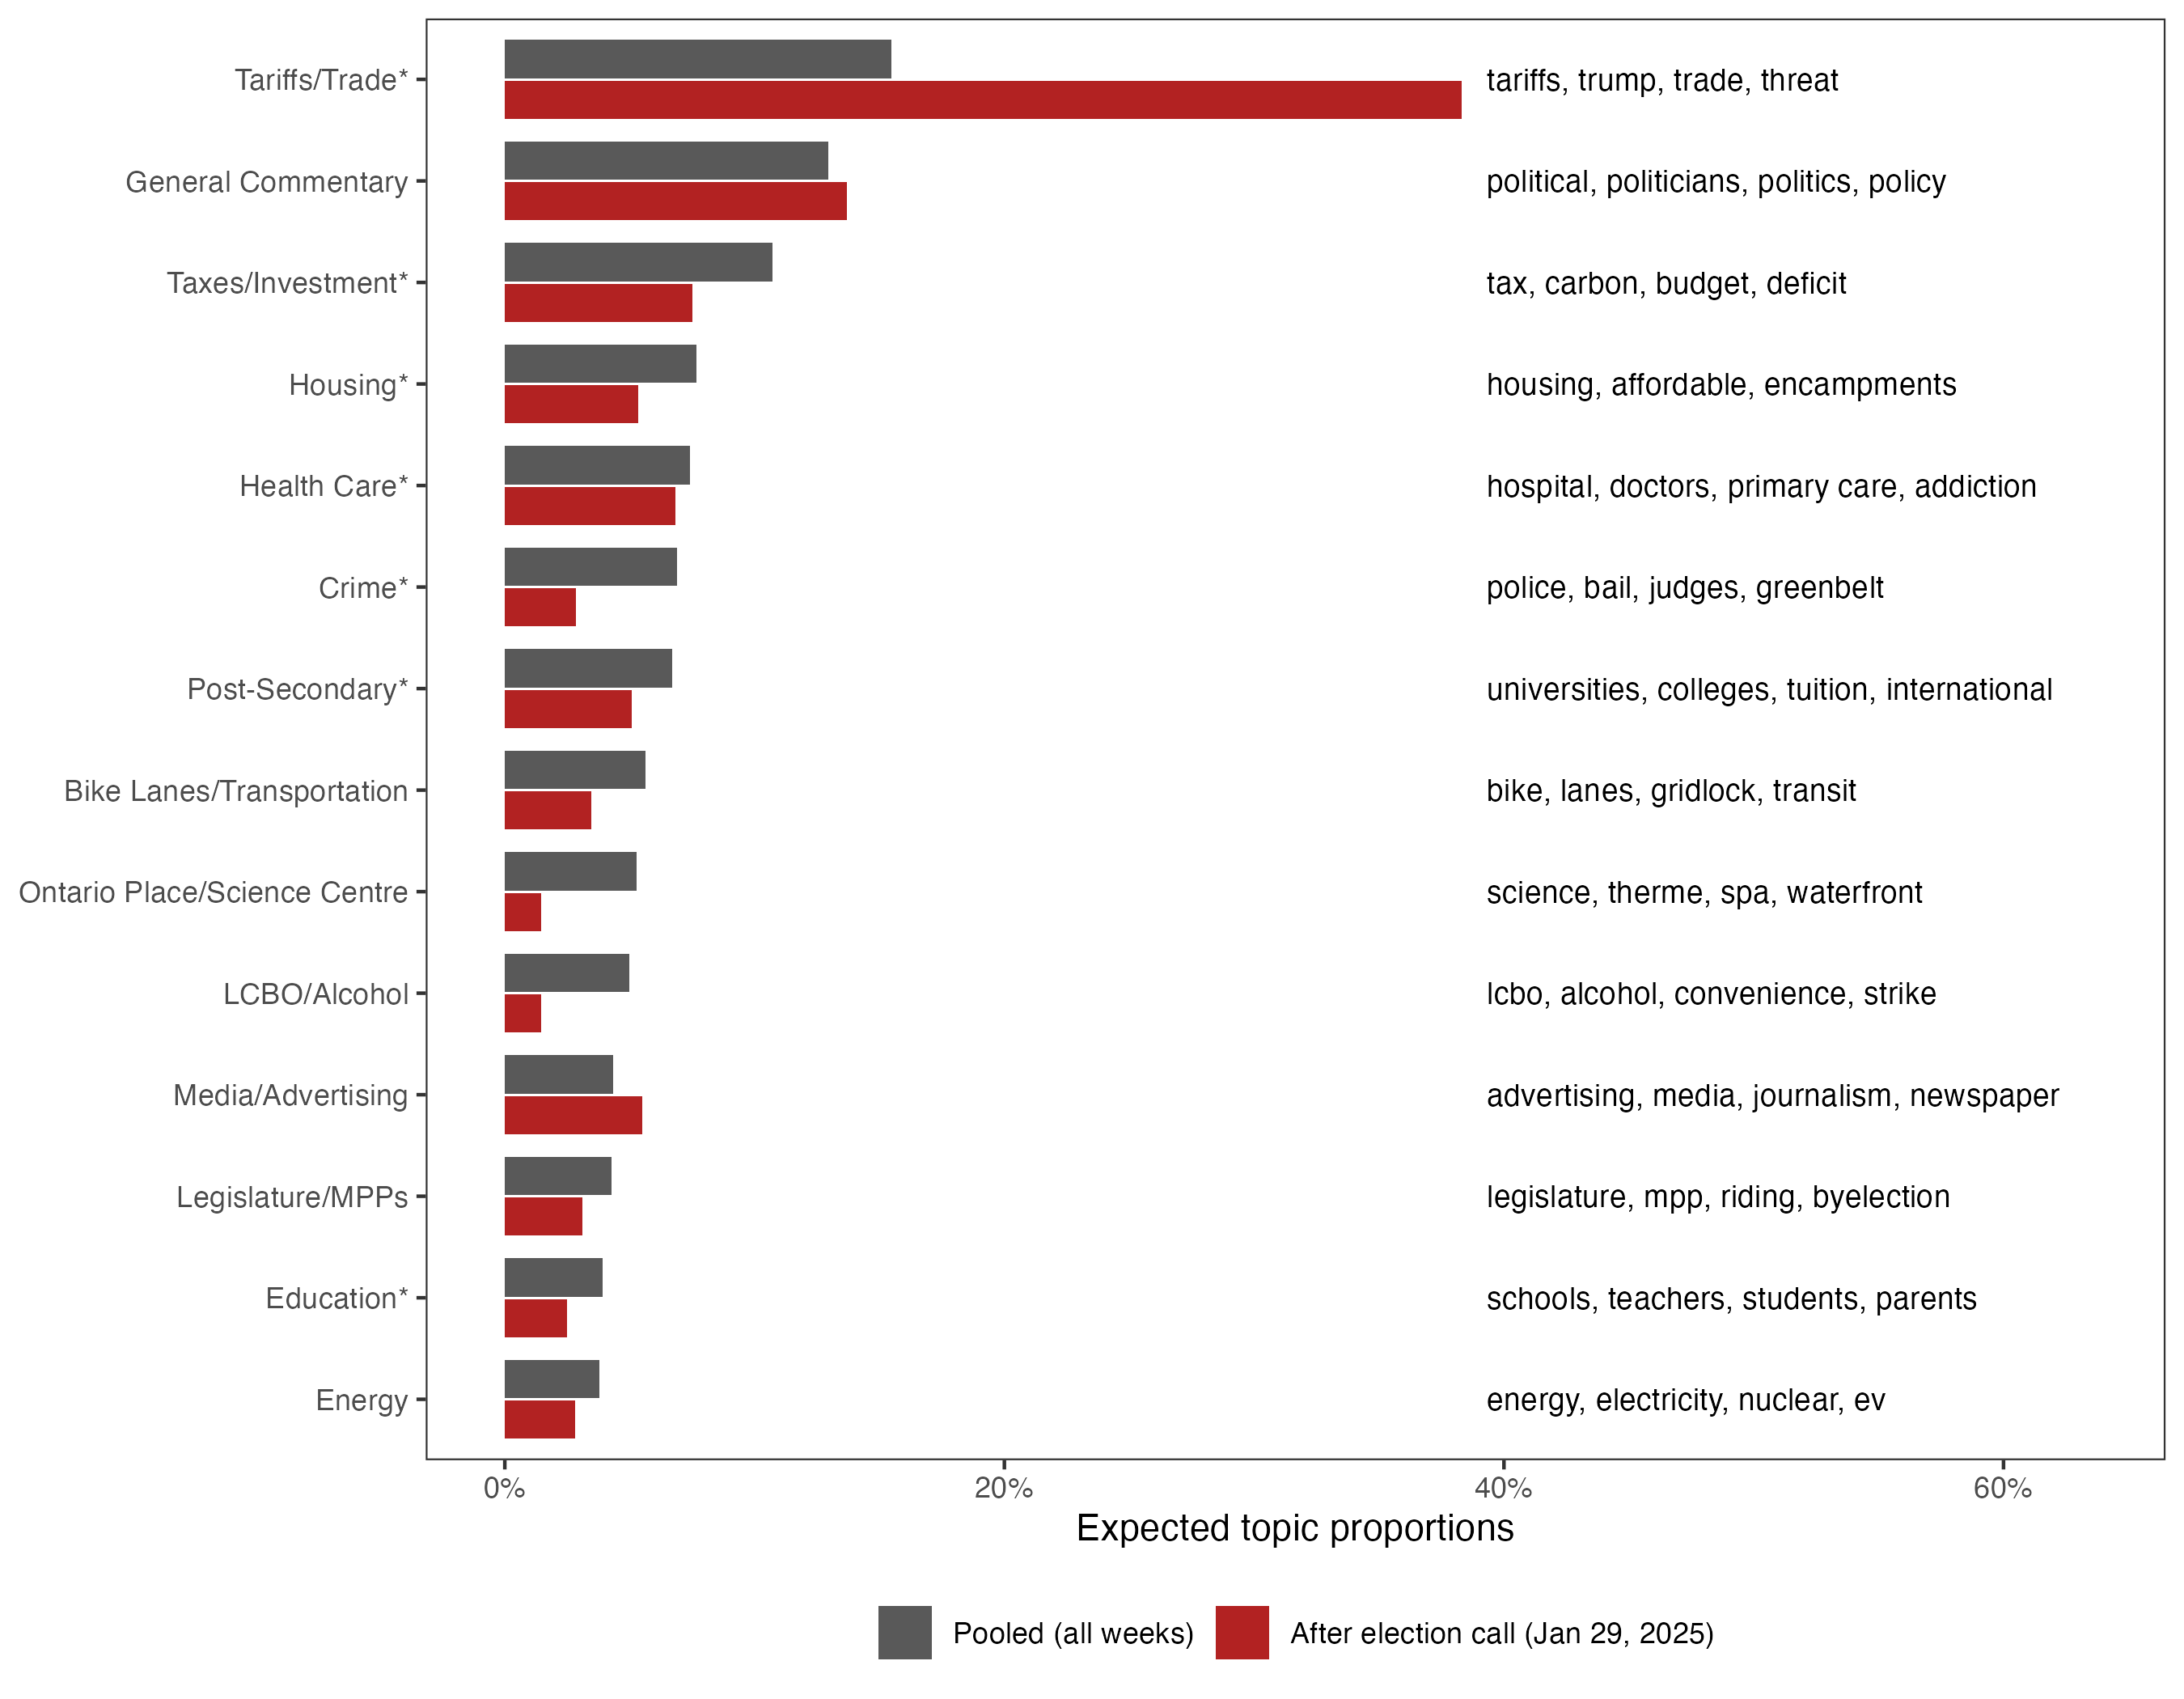 Tariffs/Trade* tariffs, trump, trade, threat
General Commentary political, politicians, politics, policy
Taxes/Investment* tax, carbon, budget, deficit
Housing* housing, affordable, encampments
Health Care* hospital, doctors, primary care, addiction
Crime* police, bail, judges, greenbelt
Post-Secondary* universities, colleges, tuition, international
Bike Lanes/Transportation bike, lanes, gridlock, transit
Ontario Place/Science Centre science, therme, spa, waterfront
LCBO/Alcohol lcbo, alcohol, convenience, strike
Media/Advertising advertising, media, journalism, newspaper
Legislature/MPPs legislature, mpp, riding, byelection
Education* schools, teachers, students, parents
Energy energy, electricity, nuclear, ev
0% 20% 40% 60%
Expected topic proportions
Pooled (all weeks) After election call (Jan 29, 2025)